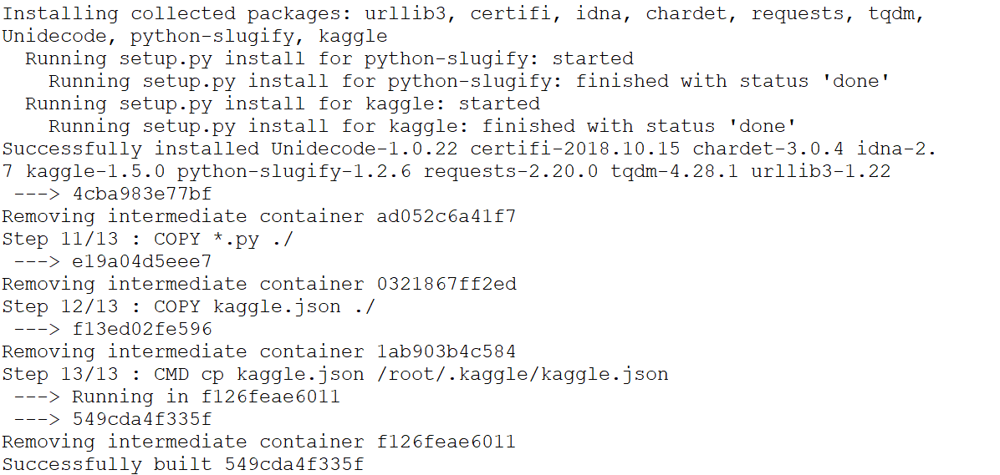 Installing collected packages: urllib3, certifi, idna, chardet, requests, tqdm,
Unidecode, python-slugify, kaggle
  Running setup.py install for python-slugify: started
    Running setup.py install for python-slugify: finished with status 'done'
  Running setup.py install for kaggle: started
    Running setup.py install for kaggle: finished with status 'done'
Successfully installed Unidecode-1.0.22 certifi-2018.10.15 chardet-3.0.4 idna-2.
7 kaggle-1.5.0 python-slugify-1.2.6 requests-2.20.0 tqdm-4.28.1 urllib3-1.22
 ---> 4cba983e77bf
Removing intermediate container ad052c6a41f7
Step 11/13 : COPY *.py ./
 ---> e19a04d5eee7
Removing intermediate container 0321867ff2ed
Step 12/13 : COPY kaggle.json ./
 ---> f13ed02fe596
Removing intermediate container 1ab903b4c584
Step 13/13 : CMD cp kaggle.json /root/.kaggle/kaggle.json
 ---> Running in f126feae6011
 ---> 549cda4f335f
Removing intermediate container f126feae6011
Successfully built 549cda4f335f